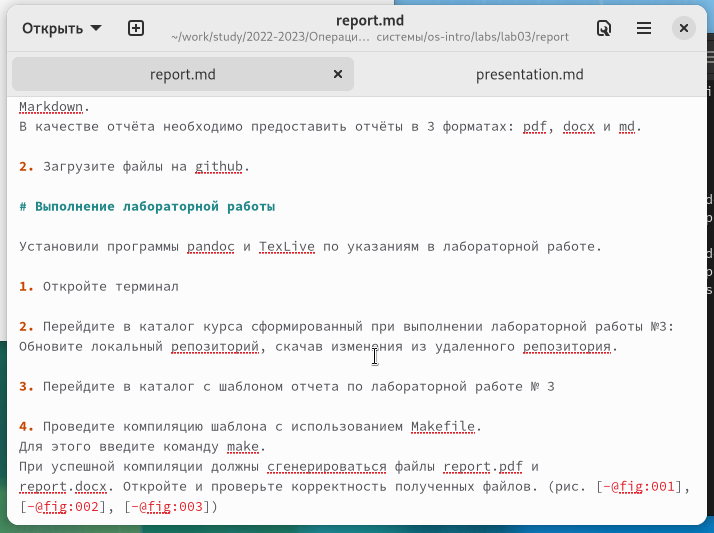 Открыть
report.md
~/work/study/2022-2023/Операци… системы/os-intro/labs/lab03/report
report.md
presentation.md
Markdown.
В качестве отчёта необходимо предоставить отчёты в 3 форматах: pdf, docx и md.
2. Загрузите файлы на github.
# Выполнение лабораторной работы
Установили программы pandoc и TexLive по указаниям в лабораторной работе.
1. Откройте терминал
2. Перейдите в каталог курса сформированный при выполнении лабораторной работы №3:
Обновите локальный репозиторий, скачав изменания из удаленного репозитория.
3. Перейдите в каталог с шаблоном отчета по лабораторной работе № 3
4. Проведите компиляцию шаблона с использованием Makefile.
Для этого введите команду make.
При успешной компиляции должны сгенерироваться файлы report.pdf и
report.docx. Откройте и проверьте корректность полученных файлов. (рис. [-@fig:001],
[-@fig:002], [-@fig:003])